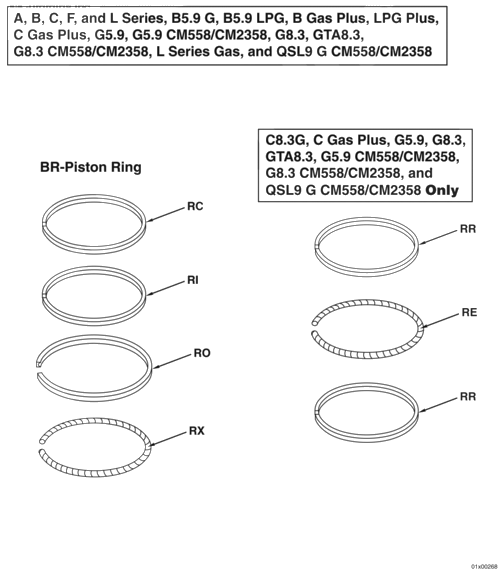 A, B, C, F, and L Series, B5.9 G, B5.9 LPG, B Gas Plus, LPG Plus,
C Gas Plus, G5.9, G5.9 CM558/CM2358, G8.3, GTA8.3,
G8.3 CM558/CM2358, L Series Gas, and QSL9 G CM558/CM2358
BR-Piston Ring
RC
RI
RO
RX
C8.3G, C Gas Plus, G5.9, G8.3,
GTA8.3, G5.9 CM558/CM2358,
G8.3 CM558/CM2358, and
QSL9 G CM558/CM2358 Only
RR
RE
RR
01x00268